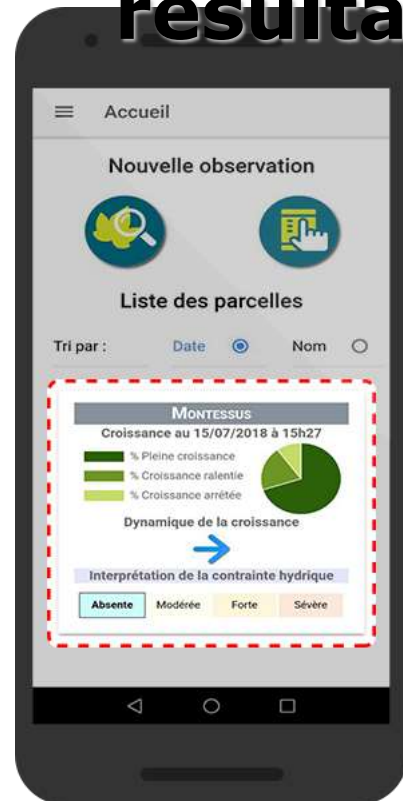 résulta
Accueil
Nouvelle observation
Liste des parcelles
Tri par : Date Nom
MONTESSUS
Croissance au 15/07/2018 à 15h27
% Pleine croissance
% Croissance ralentie
% Croissance arrêtée
Dynamique de la croissance
Interprétation de la contrainte hydrique
Absente Modérée Forte Sévère